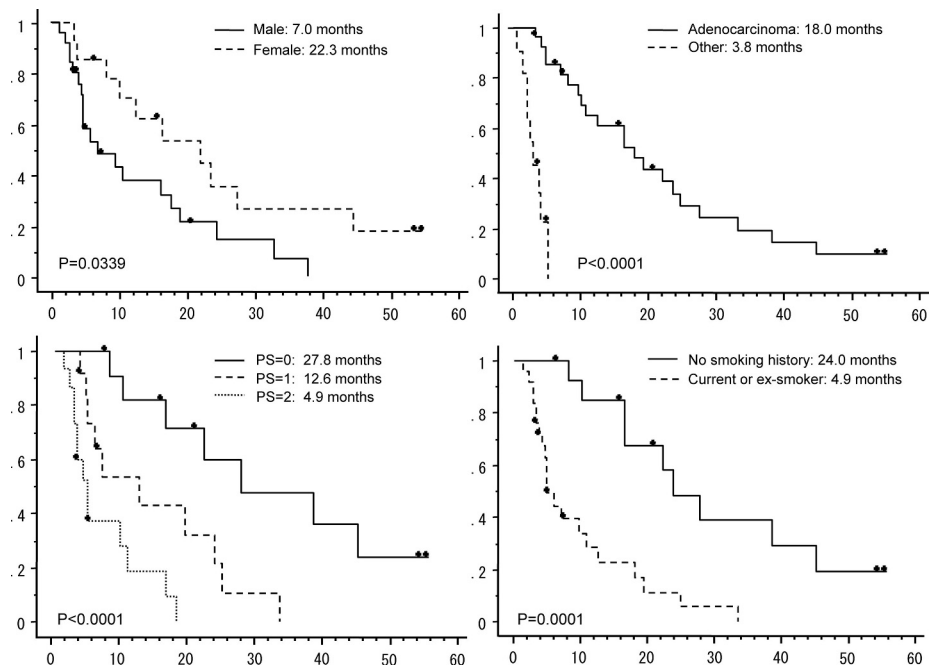 1
.8
.6
.4
.2
0
Male: 7.0 months
Female: 22.3 months
P=0.0339
0 10 20 30 40 50 60
1
.8
.6
.4
.2
0
Adenocarcinoma: 18.0 months
Other: 3.8 months
P<0.0001
0 10 20 30 40 50 60
1
.8
.6
.4
.2
0
PS=0: 27.8 months
PS=1: 12.6 months
PS=2: 4.9 months
P<0.0001
0 10 20 30 40 50 60
1
.8
.6
.4
.2
0
No smoking history: 24.0 months
Current or ex-smoker: 4.9 months
P=0.0001
0 10 20 30 40 50 60